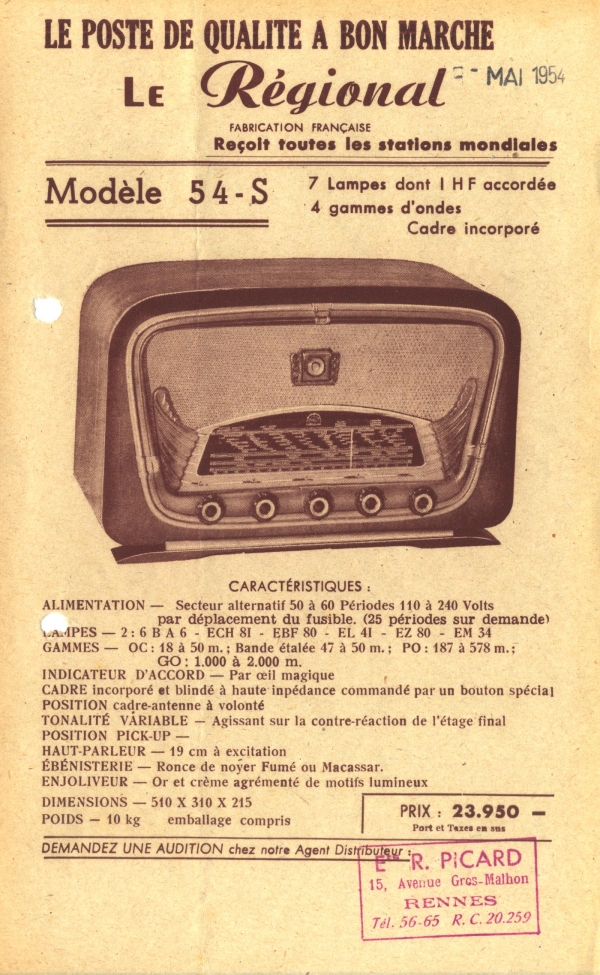 LE POSTE DE QUALITE A BON MARCHE
LE Régional
MAI 1954
FABRICATION FRANÇAISE
Reçoit toutes les stations mondiales
Modèle 54-S
7 Lampes dont 1 HF accordée
4 gammes d'ondes
Cadre incorporé
CARACTÉRISTIQUES :
ALIMENTATION — Secteur alternatif 50 à 60 Périodes 110 à 240 Volts
par déplacement du fusible. (25 périodes sur demande)
LAMPES — 2 : 6 B A 6 - ECH 81 - EBF 80 - EL 41 - EZ 80 - EM 34
GAMMES — OC : 18 à 50 m. ; Bande étalée 47 à 50 m. ; PO : 187 à 578 m. ;
GO : 1.000 à 2.000 m.
INDICATEUR D'ACCORD — Par œil magique
CADRE incorporé et blindé à haute inpédance commandé par un bouton spécial
POSITION cadre-antenne à volonté
TONALITÉ VARIABLE — Agissant sur la contre-réaction de l'étage final
POSITION PICK-UP —
HAUT-PARLEUR — 19 cm à excitation
ÉBÉNISTERIE — Ronce de noyer Fumé ou Macassar.
ENJOLIVEUR — Or et crème agrémenté de motifs lumineux
DIMENSIONS — 510 X 310 X 215
POIDS — 10 kg emballage compris
PRIX : 23.950 —
Port et Taxes en sus
DEMANDEZ UNE AUDITION chez notre Agent Distributeur :
Ets R. PICARD
15, Avenue Gros-Malhon
RENNES
Tél. 56-65 R. C. 20.259